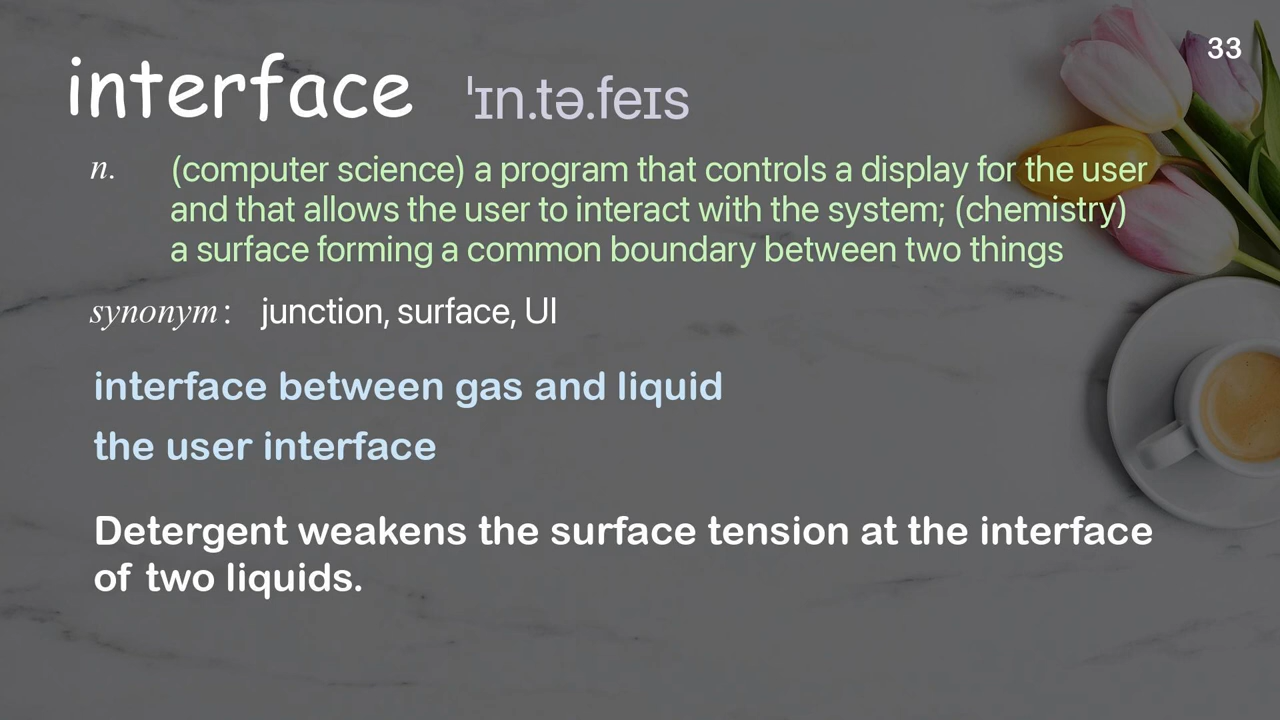 33
interface ˈɪn.tə.feɪs
n. (computer science) a program that controls a display for the user
and that allows the user to interact with the system; (chemistry)
a surface forming a common boundary between two things
synonym : junction, surface, UI
interface between gas and liquid
the user interface
Detergent weakens the surface tension at the interface
of two liquids.